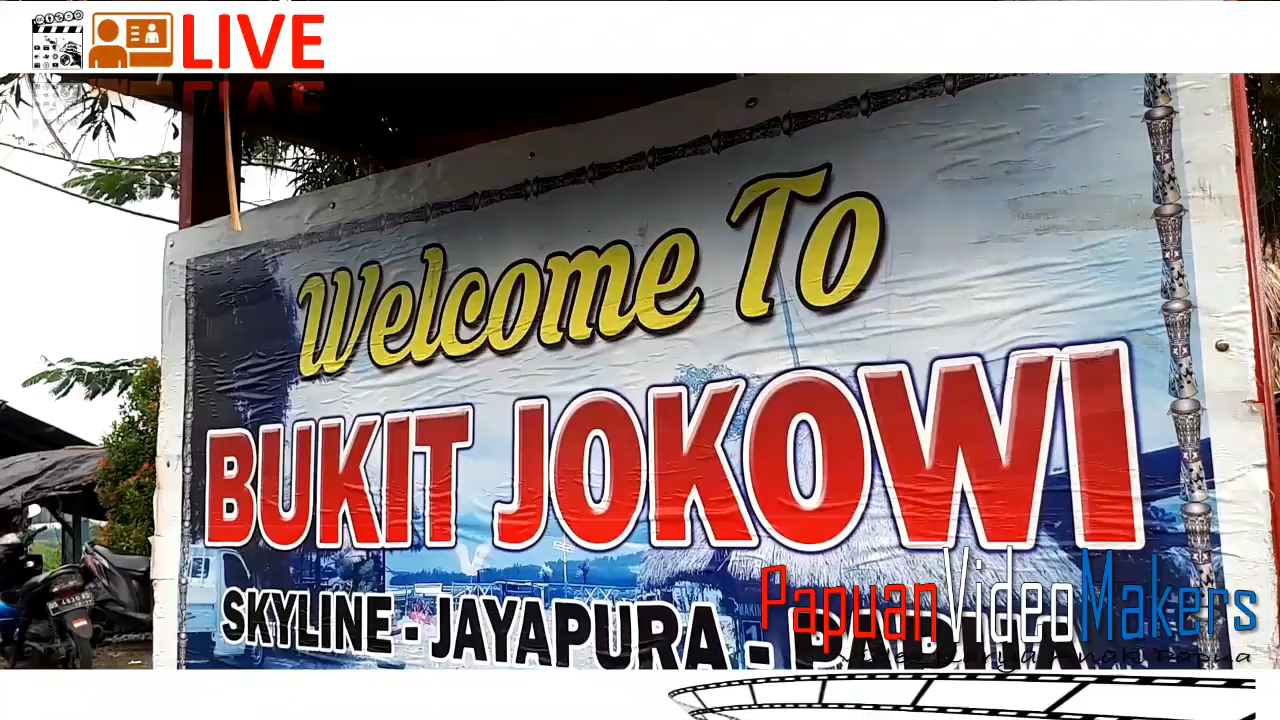 LIVE
Welcome To
BUKIT JOKOWI
SKYLINE - JAYAPURA -
PapuanVideoMakers